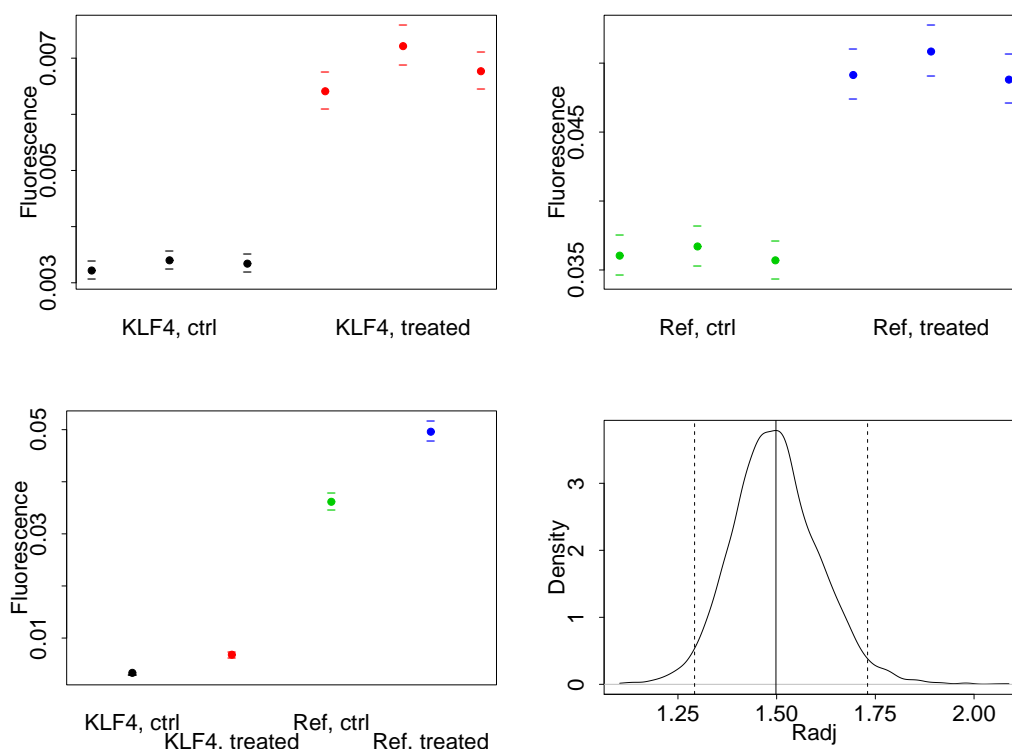 Fluorescence
0.003 0.005 0.007
KLF4, ctrl KLF4, treated
Fluorescence
0.035 0.045
Ref, ctrl Ref, treated
Fluorescence
0.01 0.03 0.05
KLF4, ctrl Ref, ctrl
KLF4, treated Ref, treated
Density
0 1 2 3
1.25 1.50 1.75 2.00
Radj